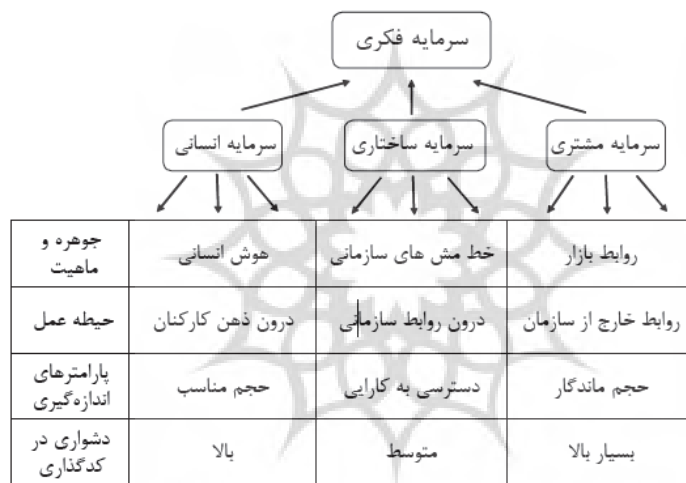 سرمایه فکری
سرمایه مشتری
سرمایه ساختاری
سرمایه انسانی
جوهره و
ماهیت
هوش انسانی
خط مش های سازمانی
روابط بازار
حیطه عمل
درون ذهن کارکنان
درون روابط سازمانی
روابط خارج از سازمان
پارامترهای
اندازه‌گیری
حجم مناسب
دسترسی به کارایی
حجم ماندگار
دشواری در
کدگذاری
بالا
متوسط
بسیار بالا